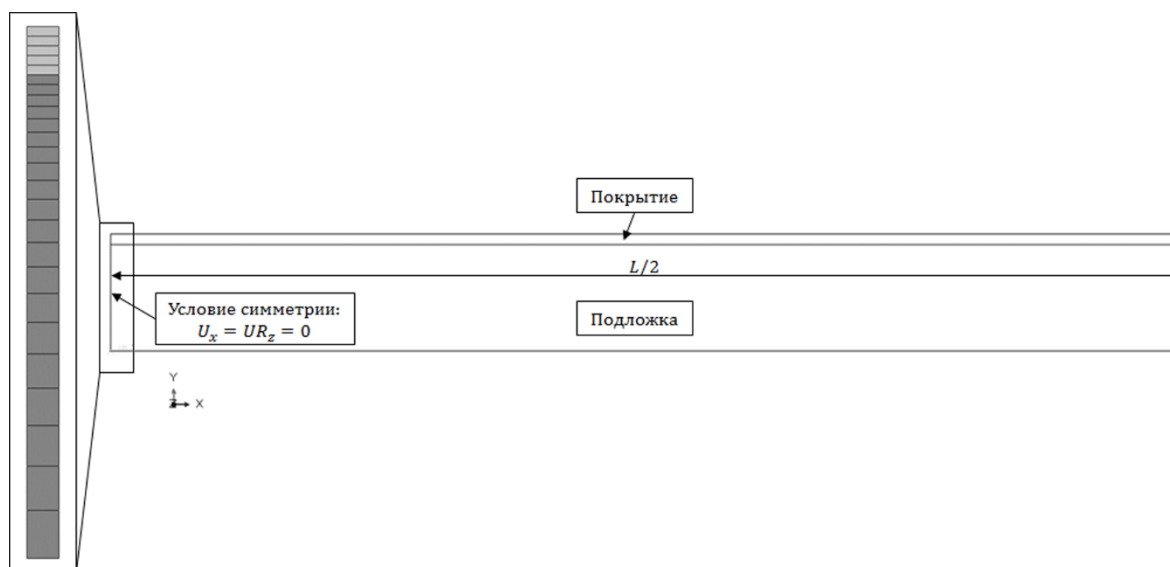 Покрытие
L/2
Условие симметрии:
U_x = UR_z = 0
Подложка
Y
Z X